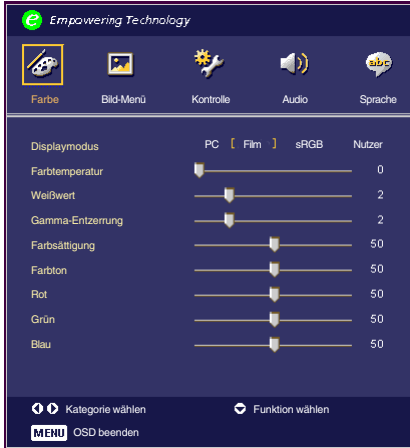 e Empowering Technology
Farbe Bild-Menü Kontrolle Audio abc Sprache
Displaymodus PC [ Film ] sRGB Nutzer
Farbtemperatur 0
Weißwert 2
Gamma-Entzerrung 2
Farbsättigung 50
Farbton 50
Rot 50
Grün 50
Blau 50
Kategorie wählen Funktion wählen
MENU OSD beenden